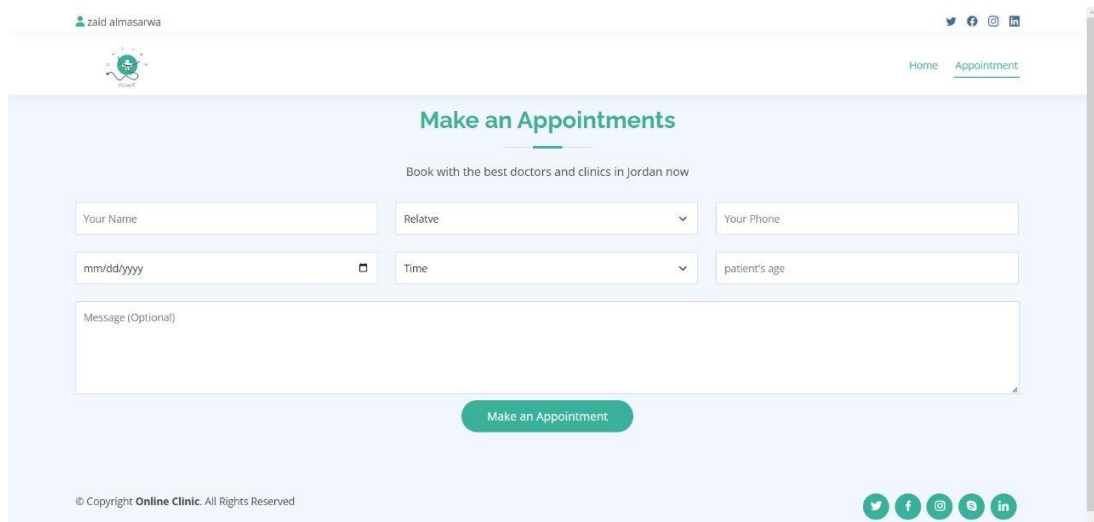 zaid almasarwa
Home Appointment
Make an Appointments
Book with the best doctors and clinics in Jordan now
Your Name Relatve Your Phone
mm/dd/yyyy Time patient's age
Message (Optional)
Make an Appointment
© Copyright Online Clinic. All Rights Reserved